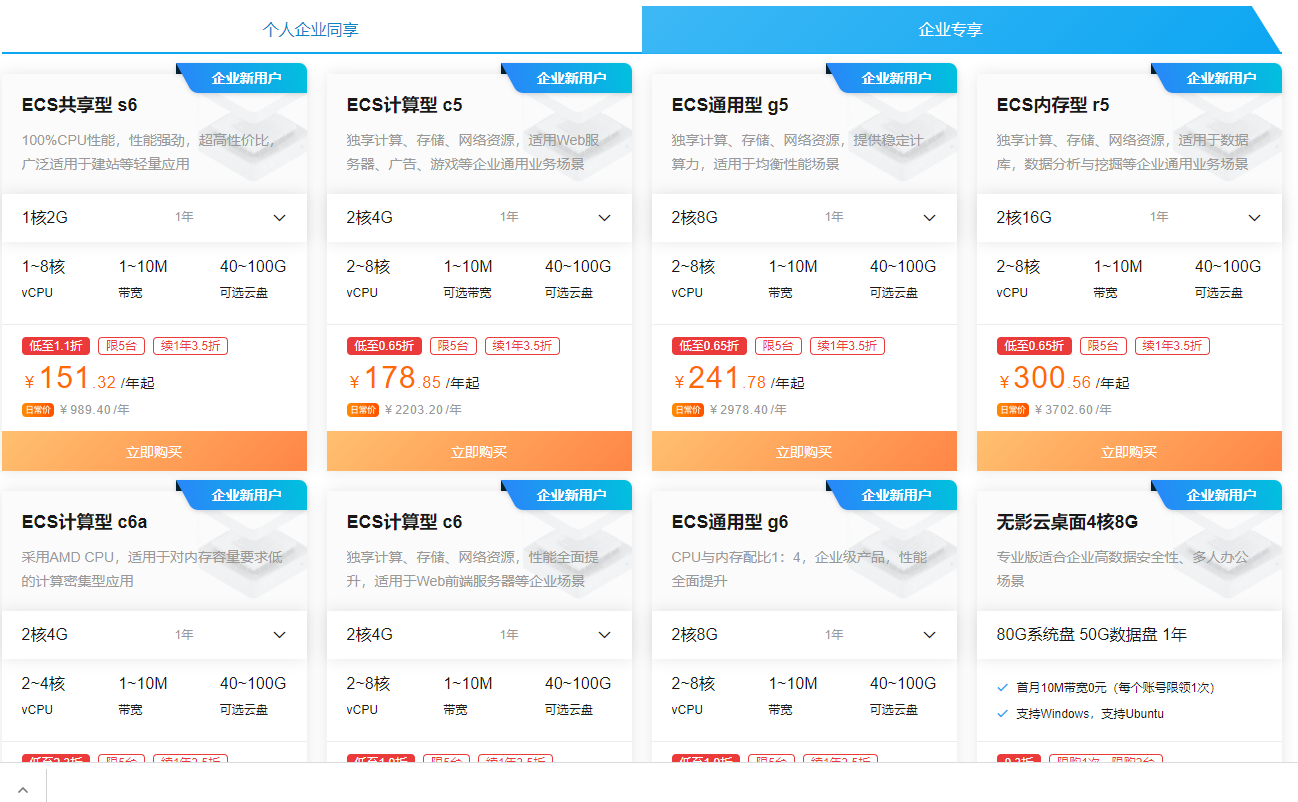 个人企业同享
企业专享
企业新用户
ECS共享型 s6
100%CPU性能，性能强劲，超高性价比，
广泛适用于建站等轻量应用
1核2G 1年
1~8核 1~10M 40~100G
vCPU 带宽 可选云盘
低至1.1折 限5台 续1年3.5折
¥151.32 /年起
日常价 ¥989.40/年
立即购买
企业新用户
ECS计算型 c5
独享计算、存储、网络资源，适用Web服
务器、广告、游戏等企业通用业务场景
2核4G 1年
2~8核 1~10M 40~100G
vCPU 可选带宽 可选云盘
低至0.65折 限5台 续1年3.5折
¥178.85 /年起
日常价 ¥2203.20/年
立即购买
企业新用户
ECS通用型 g5
独享计算、存储、网络资源，提供稳定计
算力，适用于均衡性能场景
2核8G 1年
2~8核 1~10M 40~100G
vCPU 带宽 可选云盘
低至0.65折 限5台 续1年3.5折
¥241.78 /年起
日常价 ¥2978.40/年
立即购买
企业新用户
ECS内存型 r5
独享计算、存储、网络资源，适用于数据
库，数据分析与挖掘等企业通用业务场景
2核16G 1年
2~8核 1~10M 40~100G
vCPU 带宽 可选云盘
低至0.65折 限5台 续1年3.5折
¥300.56 /年起
日常价 ¥3702.60/年
立即购买
企业新用户
ECS计算型 c6a
采用AMD CPU，适用于对内存容量要求低
的计算密集型应用
2核4G 1年
2~4核 1~10M 40~100G
vCPU 带宽 可选云盘
限5台 续1年3.5折
企业新用户
ECS计算型 c6
独享计算、存储、网络资源，性能全面提
升，适用于Web前端服务器等企业场景
2核4G 1年
2~8核 1~10M 40~100G
vCPU 带宽 可选云盘
限5台 续1年3.5折
企业新用户
ECS通用型 g6
CPU与内存配比1：4，企业级产品，性能
全面提升
2核8G 1年
2~8核 1~10M 40~100G
vCPU 带宽 可选云盘
限5台 续1年3.5折
企业新用户
无影云桌面4核8G
专业版适合企业高数据安全性、多人办公
场景
80G系统盘 50G数据盘 1年
首月10M带宽0元（每个账号限领1次）
支持Windows，支持Ubuntu